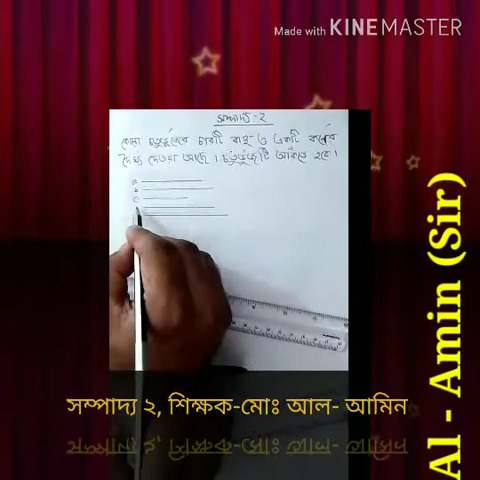 Made with KINEMASTER
সম্পাদ্য - ২
কোনো চতুর্ভুজের চারটি বাহু ও একটি কর্ণের
দৈর্ঘ্য দেওয়া আছে। চতুর্ভুজটি আঁকতে হবে।
a
b
c
Al - Amin (Sir)
সম্পাদ্য ২, শিক্ষক-মোঃ আল- আমিন